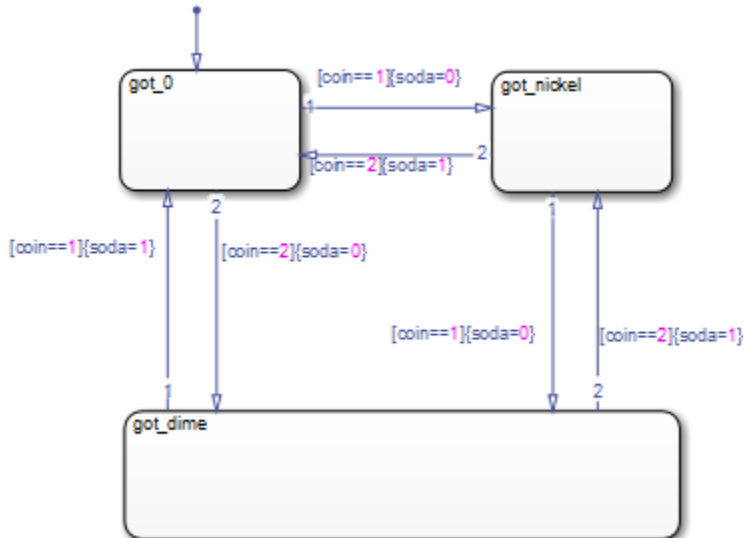 got_0
[coin==1]{soda=0}
got_nickel
1
2
[coin==2]{soda=1}
2
1
[coin==1]{soda=1}
[coin==2]{soda=0}
[coin==1]{soda=0}
[coin==2]{soda=1}
1
2
got_dime